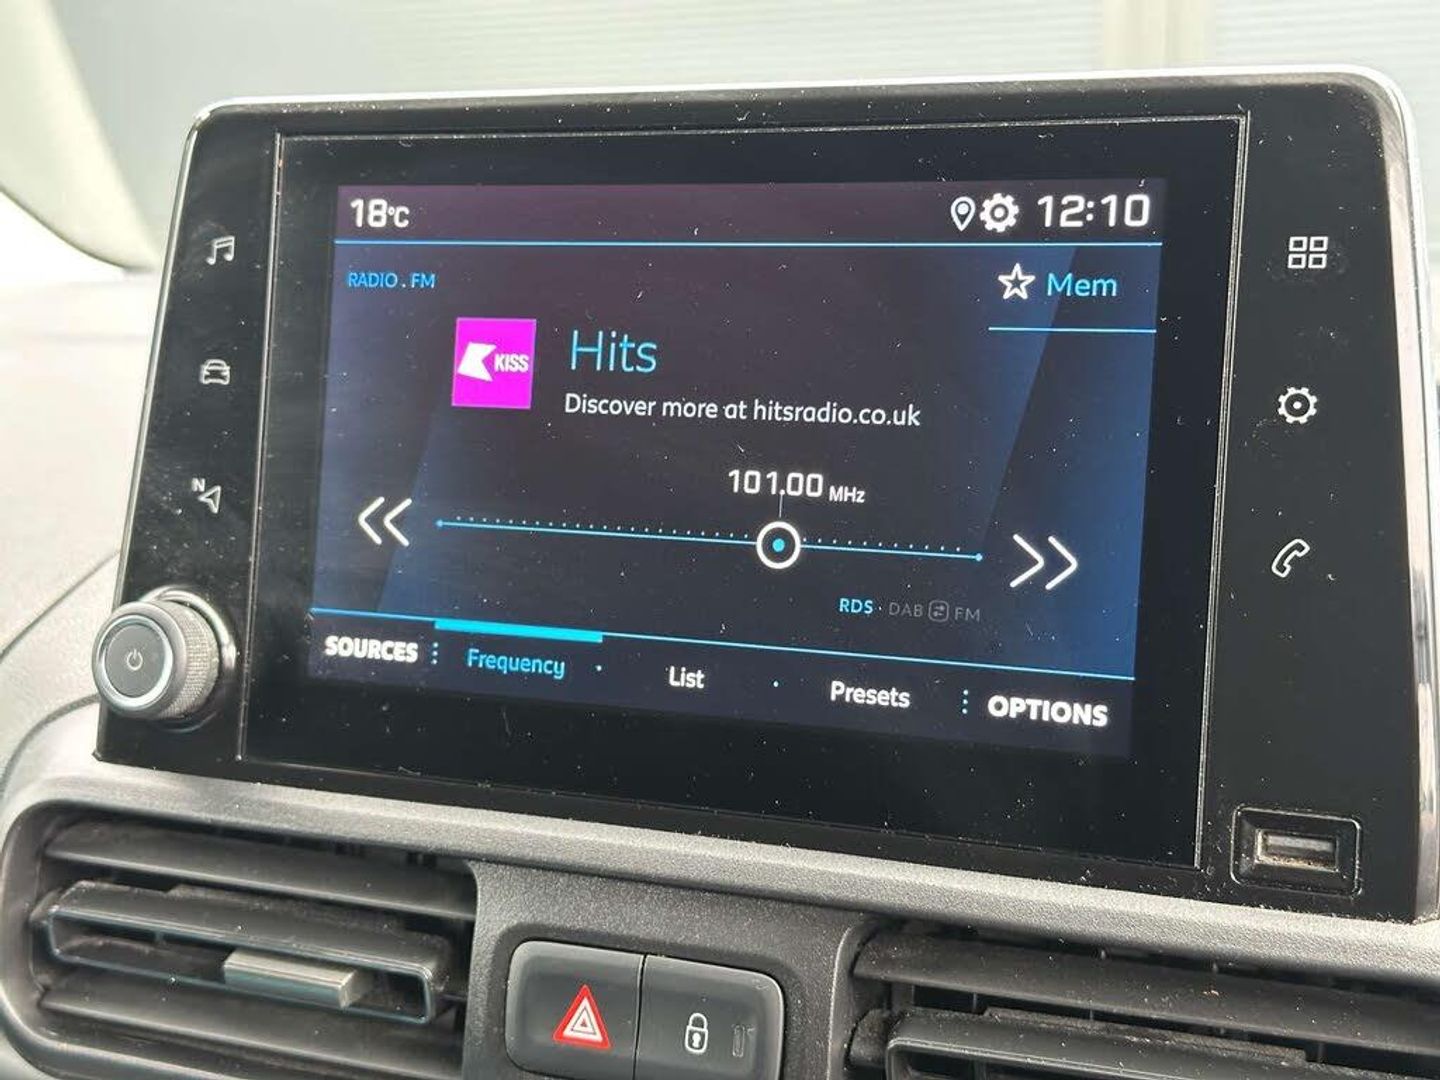 18°C 12:10
RADIO . FM
Mem
KISS
Hits
Discover more at hitsradio.co.uk
101.00 MHz
RDS · DAB FM
SOURCES Frequency · List · Presets OPTIONS
N